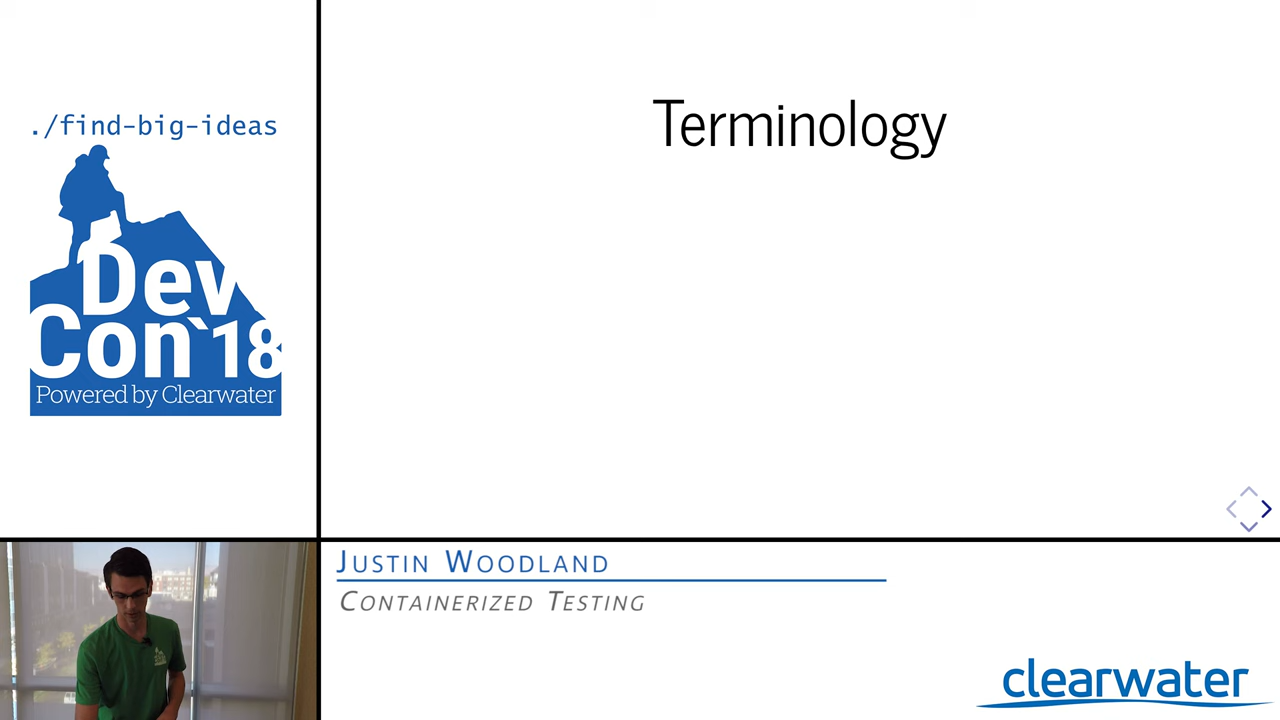 ./find-big-ideas
Dev
Con`18
Powered by Clearwater
Terminology
Justin Woodland
Containerized Testing
clearwater